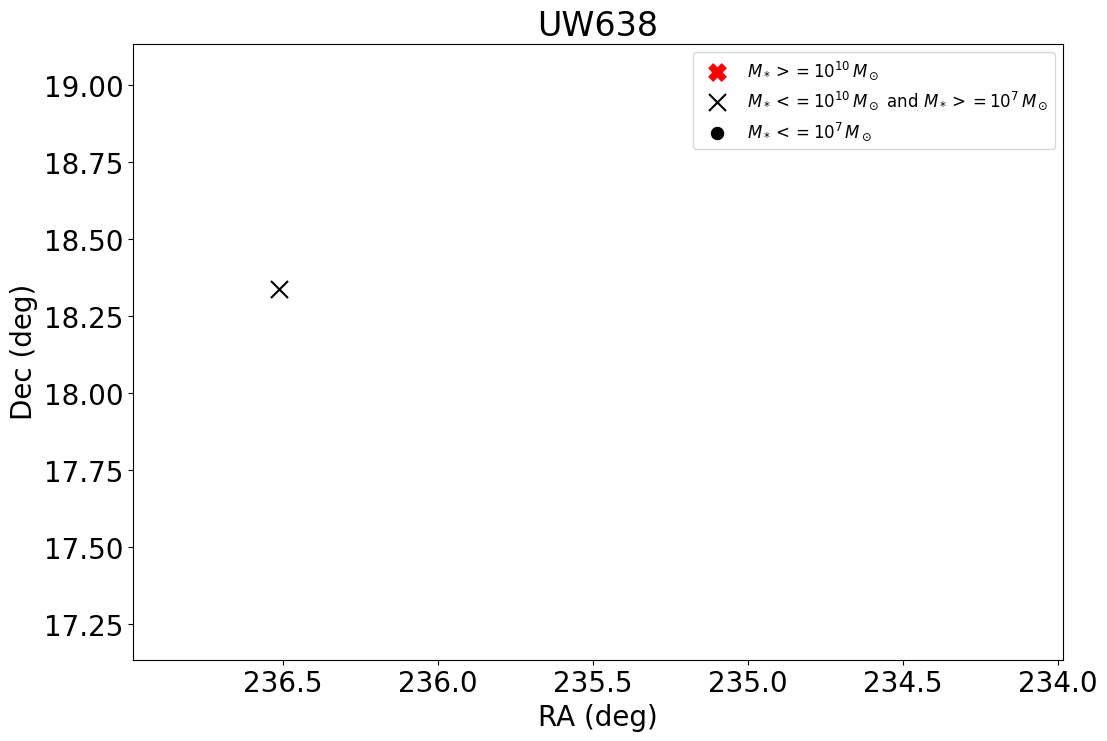 UW638
M* >= 10^10 M⊙
M* <= 10^10 M⊙ and M* >= 10^7 M⊙
M* <= 10^7 M⊙
19.00
18.75
18.50
18.25
18.00
17.75
17.50
17.25
Dec (deg)
236.5 236.0 235.5 235.0 234.5 234.0
RA (deg)